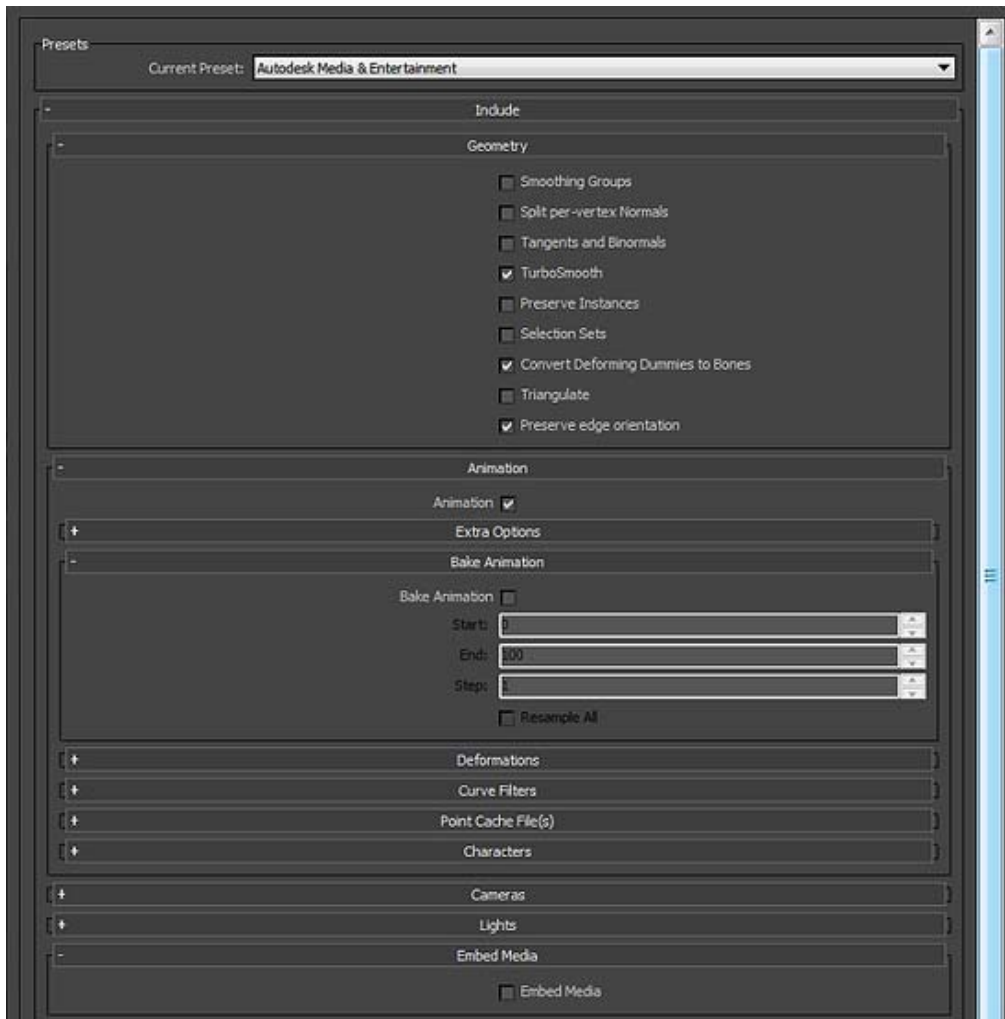 Presets
Current Preset: Autodesk Media & Entertainment
- Include
- Geometry
Smoothing Groups
Split per-vertex Normals
Tangents and Binormals
TurboSmooth
Preserve Instances
Selection Sets
Convert Deforming Dummies to Bones
Triangulate
Preserve edge orientation
- Animation
Animation
+ Extra Options
- Bake Animation
Bake Animation
Start: 0
End: 100
Step: 1
Resample All
+ Deformations
+ Curve Filters
+ Point Cache File(s)
+ Characters
+ Cameras
+ Lights
- Embed Media
Embed Media